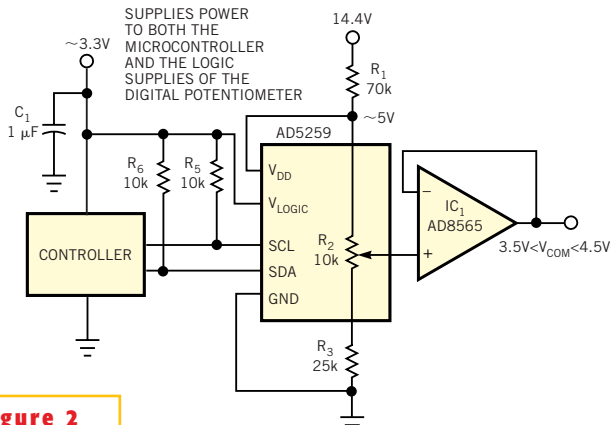 SUPPLIES POWER
TO BOTH THE
MICROCONTROLLER
AND THE LOGIC
SUPPLIES OF THE
DIGITAL POTENTIOMETER
~3.3V
14.4V
C1
1 µF
R1
70k
~5V
AD5259
R6
10k
R5
10k
VDD
VLOGIC
SCL
SDA
GND
R2
10k
R3
25k
CONTROLLER
–
+
IC1
AD8565
3.5V<VCOM<4.5V
gure 2